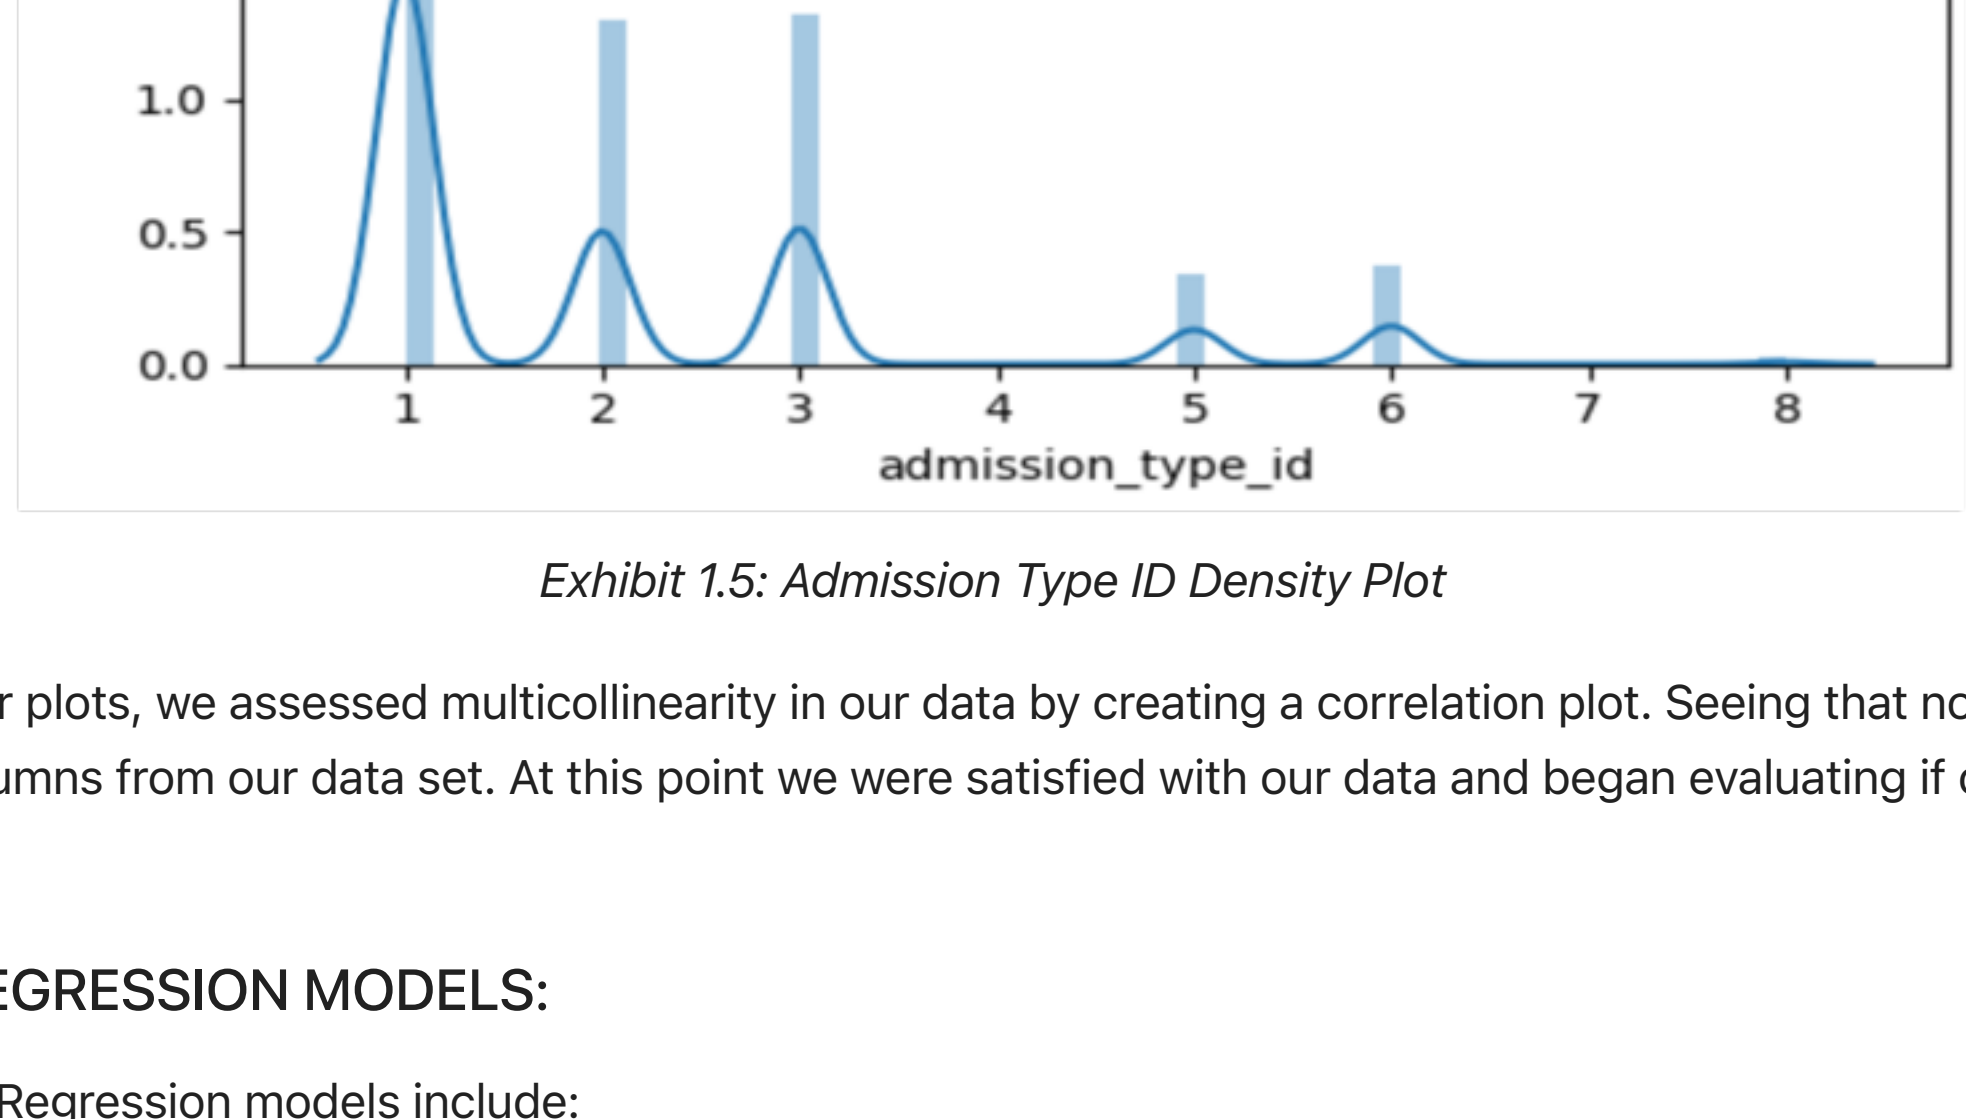 1.0
0.5
0.0
1 2 3 4 5 6 7 8
admission_type_id
Exhibit 1.5: Admission Type ID Density Plot
plots, we assessed multicollinearity in our data by creating a correlation plot. Seeing that
from our data set. At this point we were satisfied with our data and began evaluating if
EGRESSION MODELS:
Regression models include: